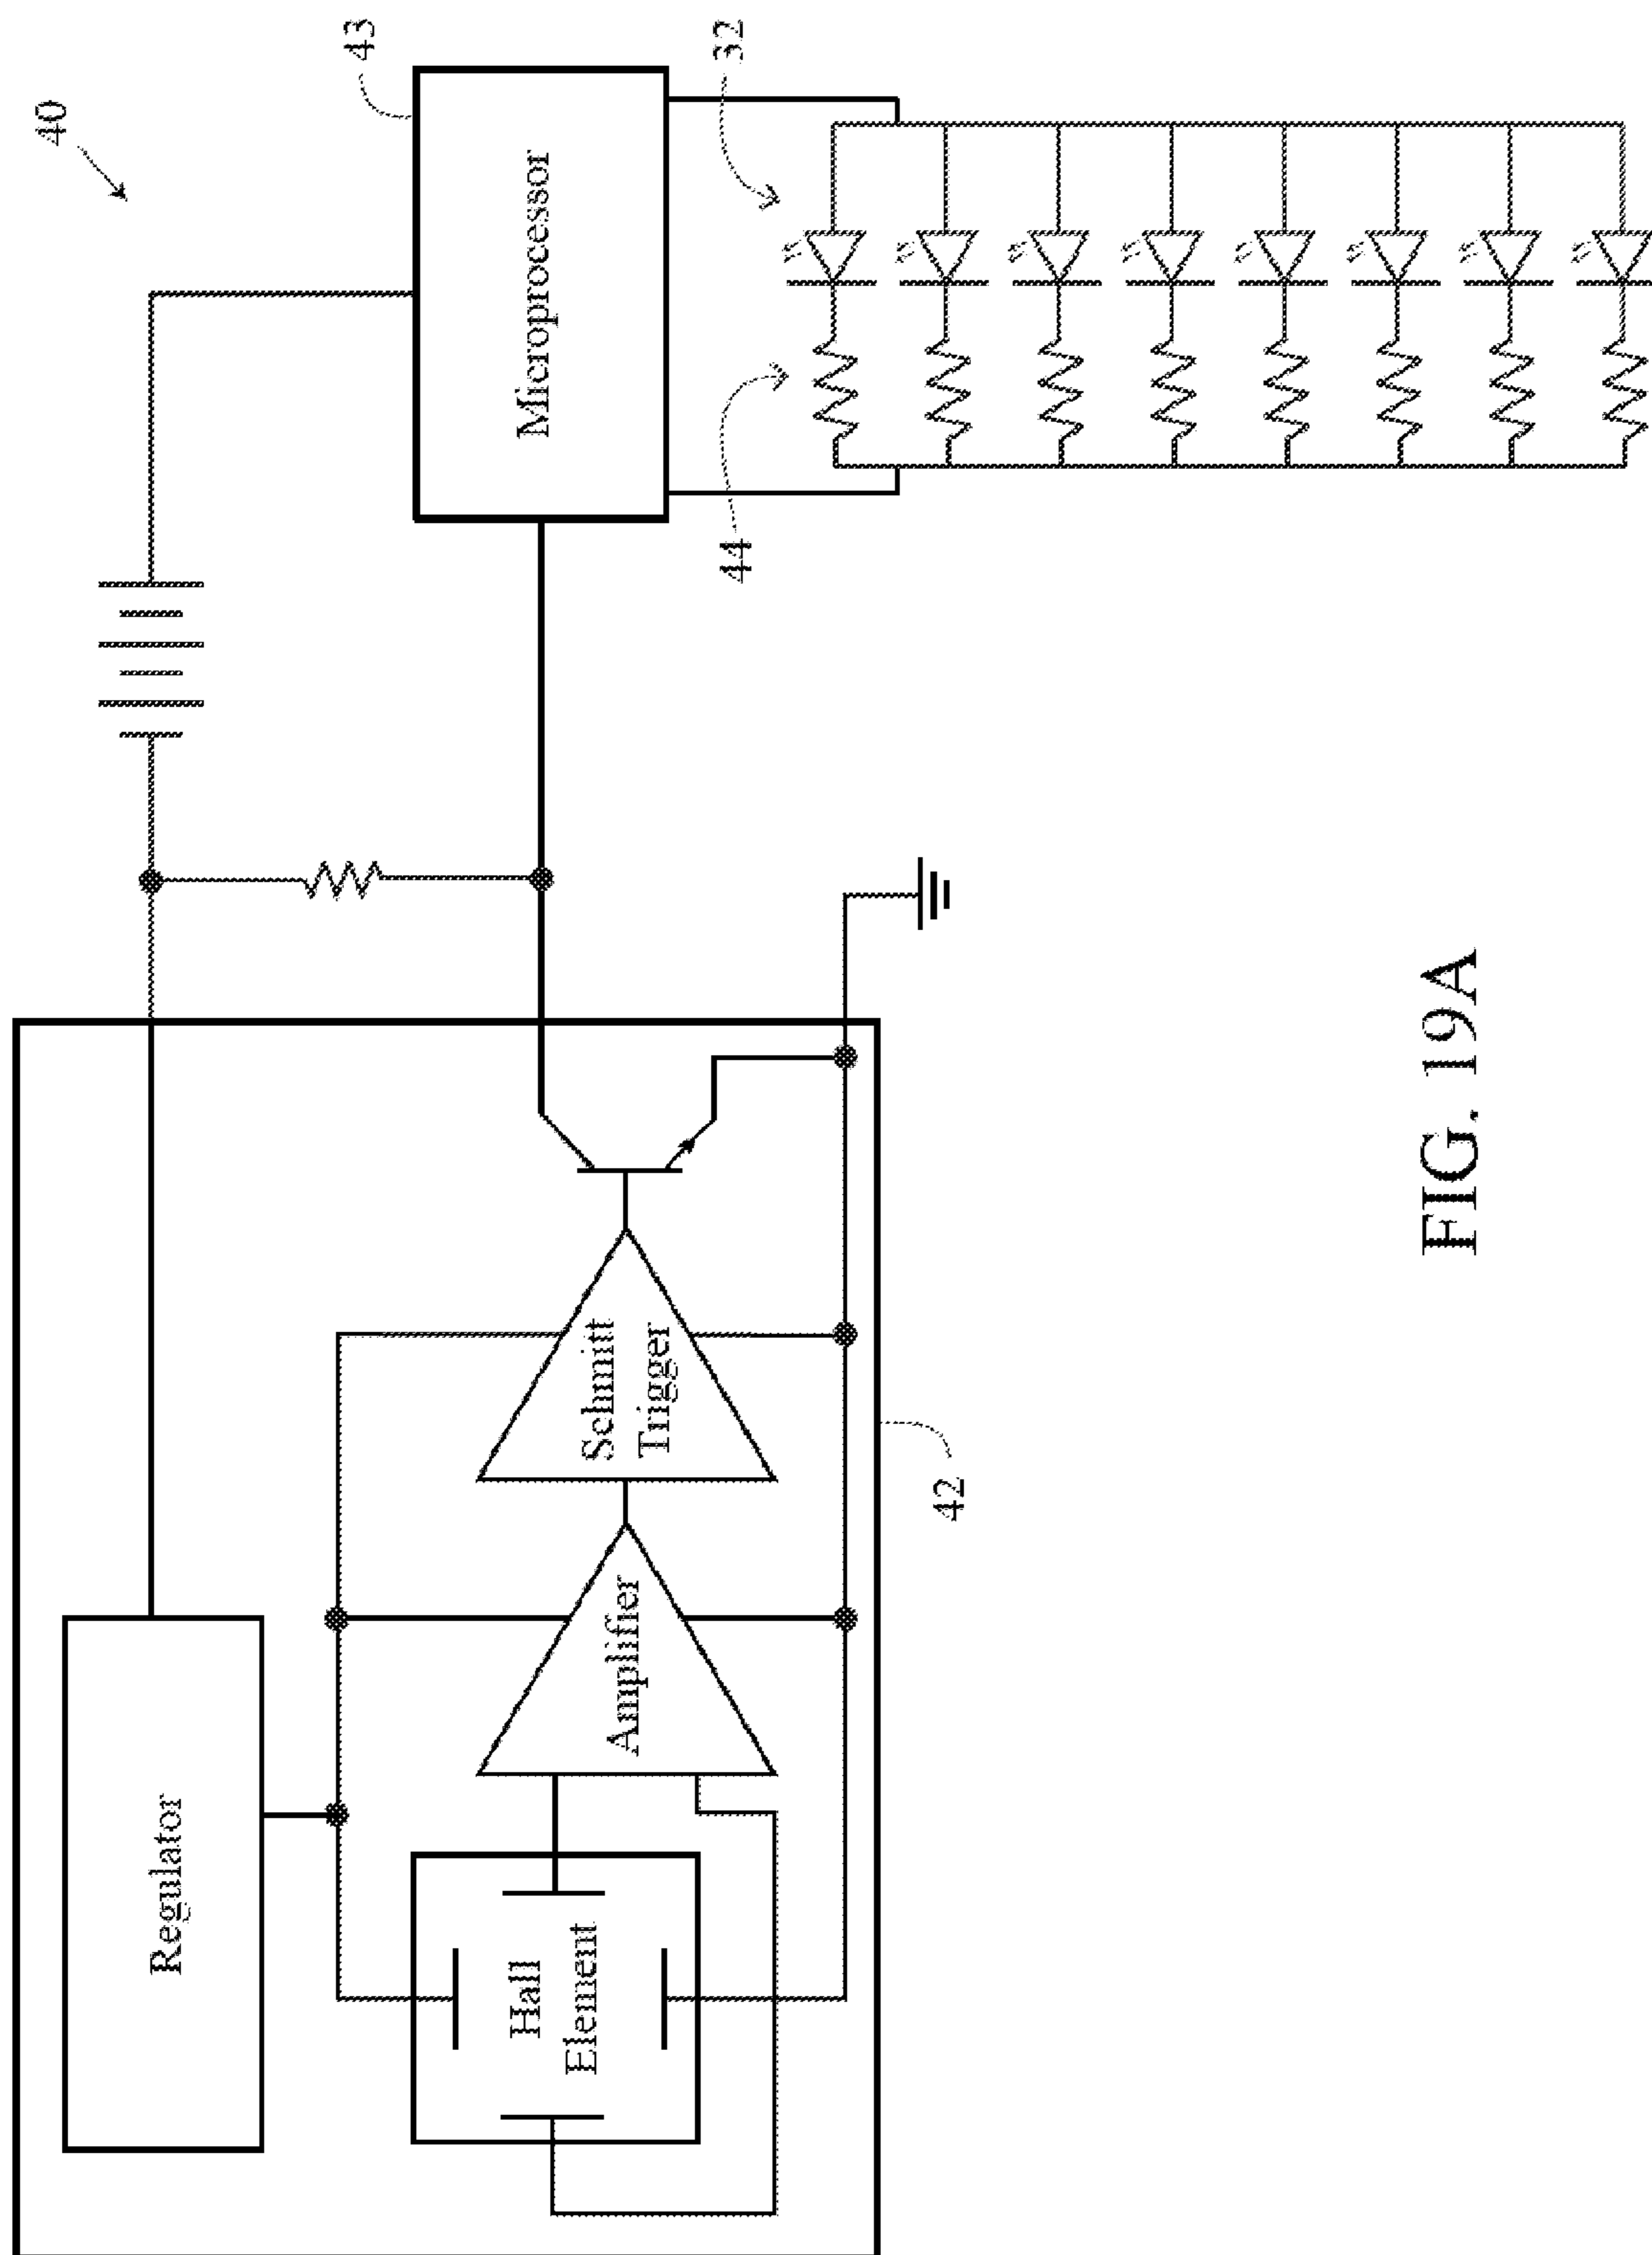 40
43
Microprocessor
32
44
Regulator
Hall
Element
Amplifier
Schmitt
Trigger
42
FIG. 19A